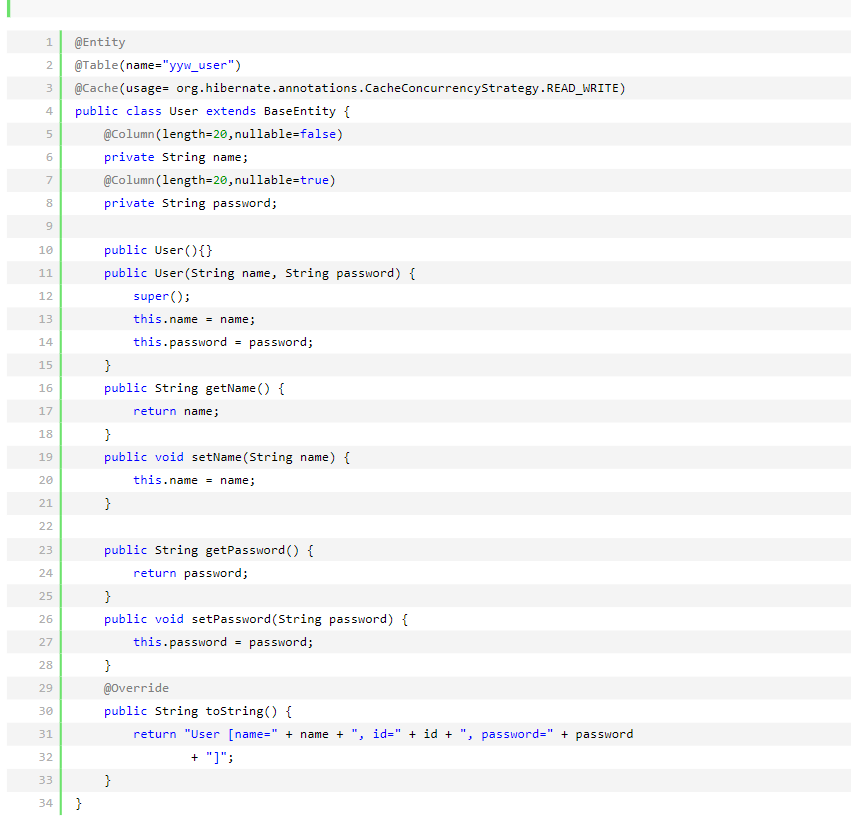 1 @Entity
2 @Table(name="yyw_user")
3 @Cache(usage= org.hibernate.annotations.CacheConcurrencyStrategy.READ_WRITE)
4 public class User extends BaseEntity {
5     @Column(length=20,nullable=false)
6     private String name;
7     @Column(length=20,nullable=true)
8     private String password;
9
10     public User(){}
11     public User(String name, String password) {
12         super();
13         this.name = name;
14         this.password = password;
15     }
16     public String getName() {
17         return name;
18     }
19     public void setName(String name) {
20         this.name = name;
21     }
22
23     public String getPassword() {
24         return password;
25     }
26     public void setPassword(String password) {
27         this.password = password;
28     }
29     @Override
30     public String toString() {
31         return "User [name=" + name + ", id=" + id + ", password=" + password
32                 + "]";
33     }
34 }